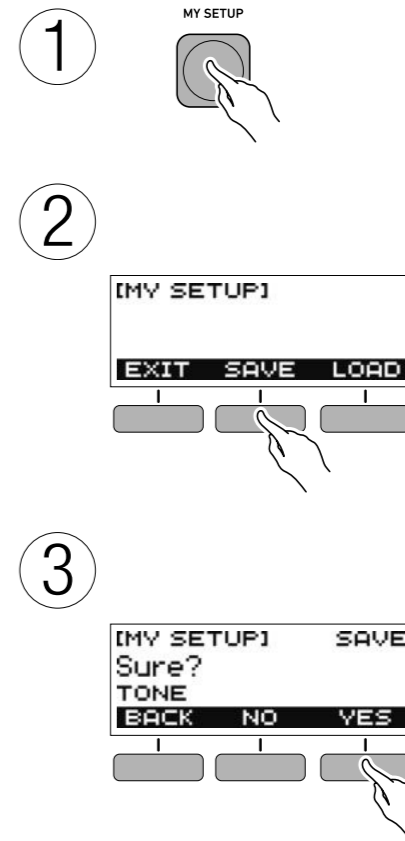 1
MY SETUP
2
[MY SETUP]
EXIT SAVE LOAD
3
[MY SETUP] SAVE
Sure?
TONE
BACK NO YES